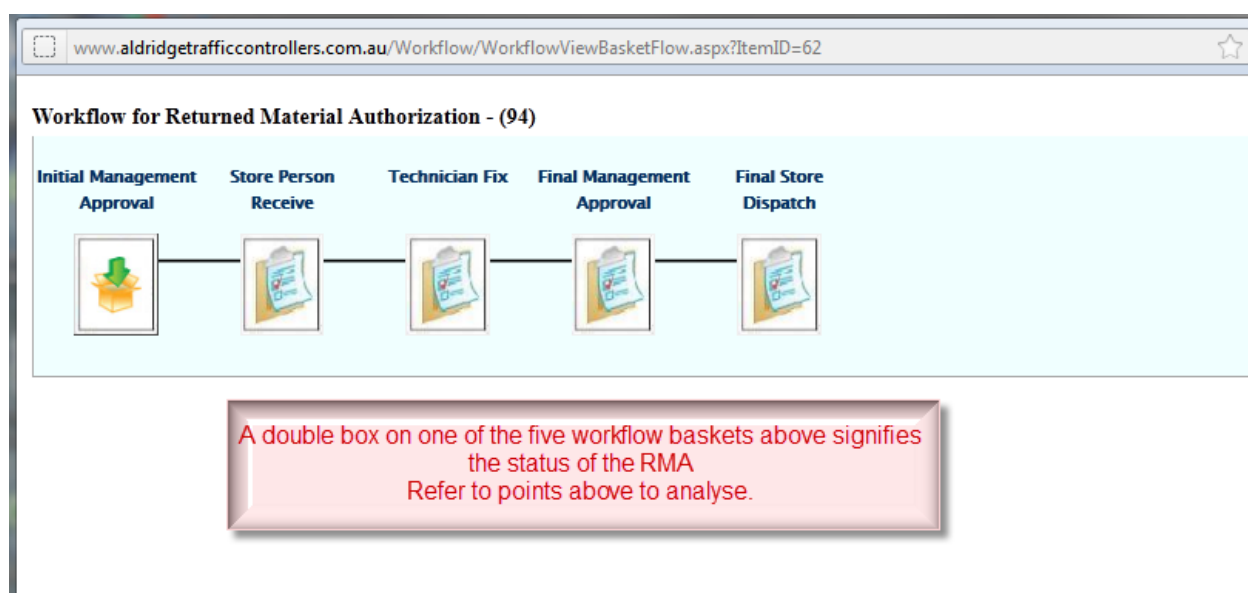 www.aldridgetrafficcontrollers.com.au/Workflow/WorkflowViewBasketFlow.aspx?ItemID=62
Workflow for Returned Material Authorization - (94)
Initial Management Approval
Store Person Receive
Technician Fix
Final Management Approval
Final Store Dispatch
A double box on one of the five workflow baskets above signifies
the status of the RMA
Refer to points above to analyse.